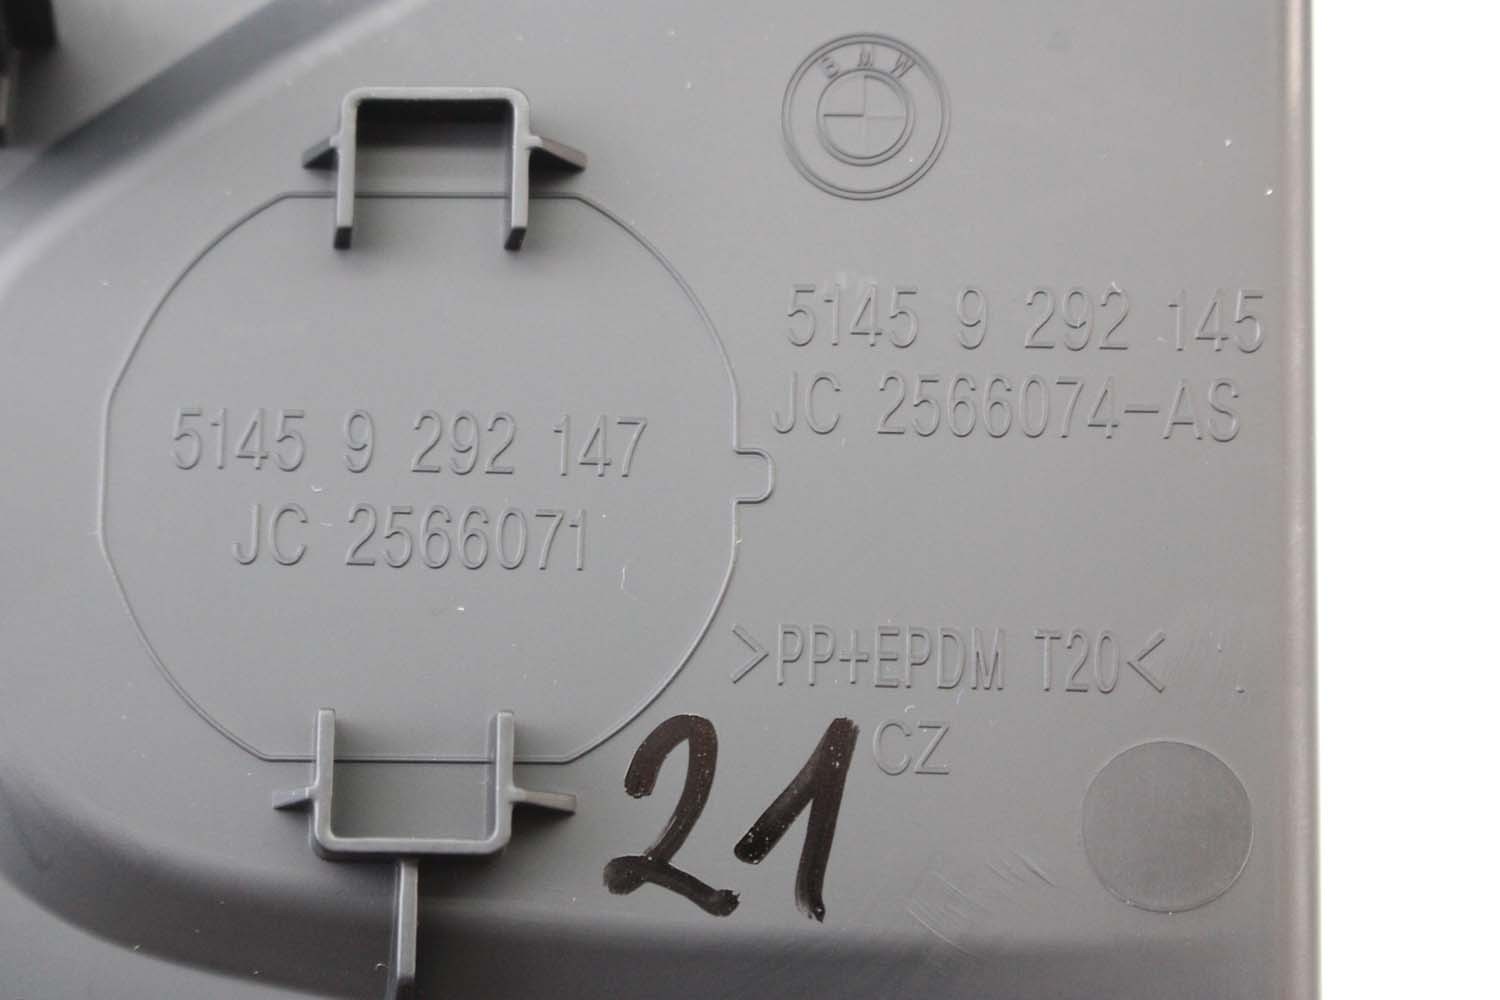 BMW
5145 9 292 145
JC 2566074-AS
5145 9 292 147
JC 2566071
>PP+EPDM T20<
CZ
21